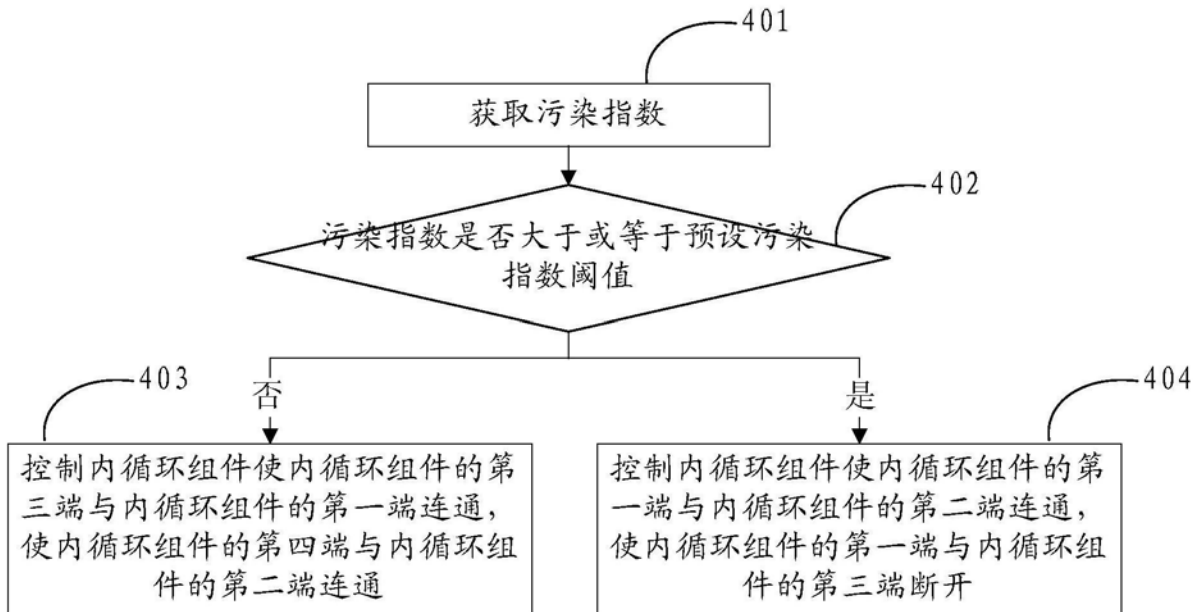 401
获取污染指数
402
污染指数是否大于或等于预设污染
指数阈值
403
否
404
是
控制内循环组件使内循环组件的第
三端与内循环组件的第一端连通，
使内循环组件的第四端与内循环组
件的第二端连通
控制内循环组件使内循环组件的第
一端与内循环组件的第二端连通，
使内循环组件的第一端与内循环组
件的第三端断开